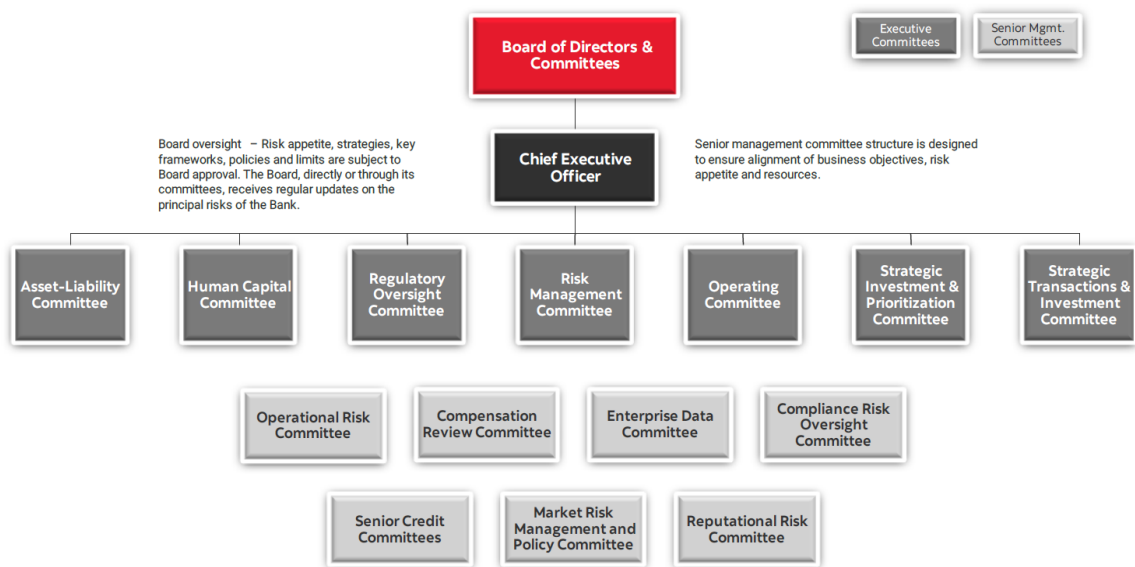 Board of Directors &
Committees
Executive
Committees
Senior Mgmt.
Committees
Board oversight – Risk appetite, strategies, key
frameworks, policies and limits are subject to
Board approval. The Board, directly or through its
committees, receives regular updates on the
principal risks of the Bank.
Chief Executive
Officer
Senior management committee structure is designed
to ensure alignment of business objectives, risk
appetite and resources.
Asset-Liability
Committee
Human Capital
Committee
Regulatory
Oversight
Committee
Risk
Management
Committee
Operating
Committee
Strategic
Investment &
Prioritization
Committee
Strategic
Transactions &
Investment
Committee
Operational Risk
Committee
Compensation
Review Committee
Enterprise Data
Committee
Compliance Risk
Oversight
Committee
Senior Credit
Committees
Market Risk
Management and
Policy Committee
Reputational Risk
Committee